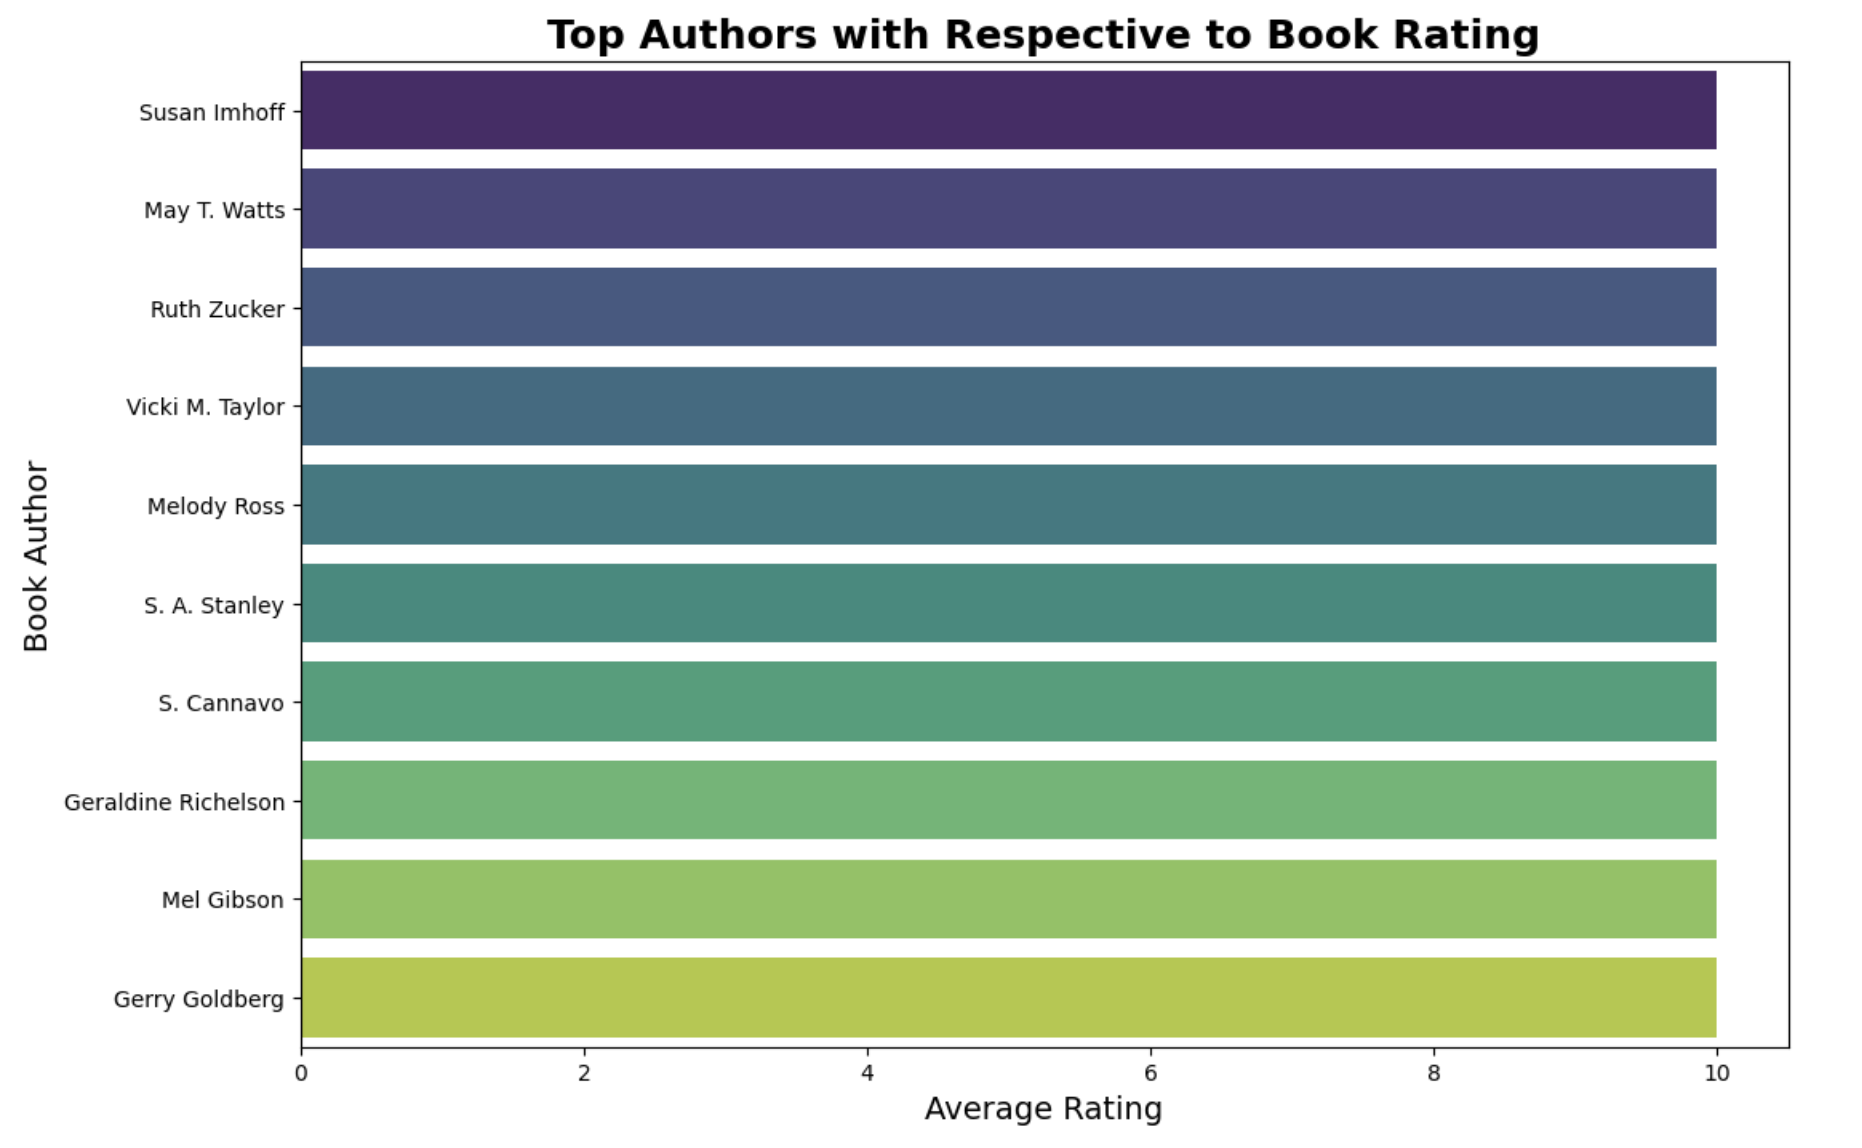 Top Authors with Respective to Book Rating
Susan Imhoff
May T. Watts
Ruth Zucker
Vicki M. Taylor
Melody Ross
S. A. Stanley
S. Cannavo
Geraldine Richelson
Mel Gibson
Gerry Goldberg
Book Author
0 2 4 6 8 10
Average Rating